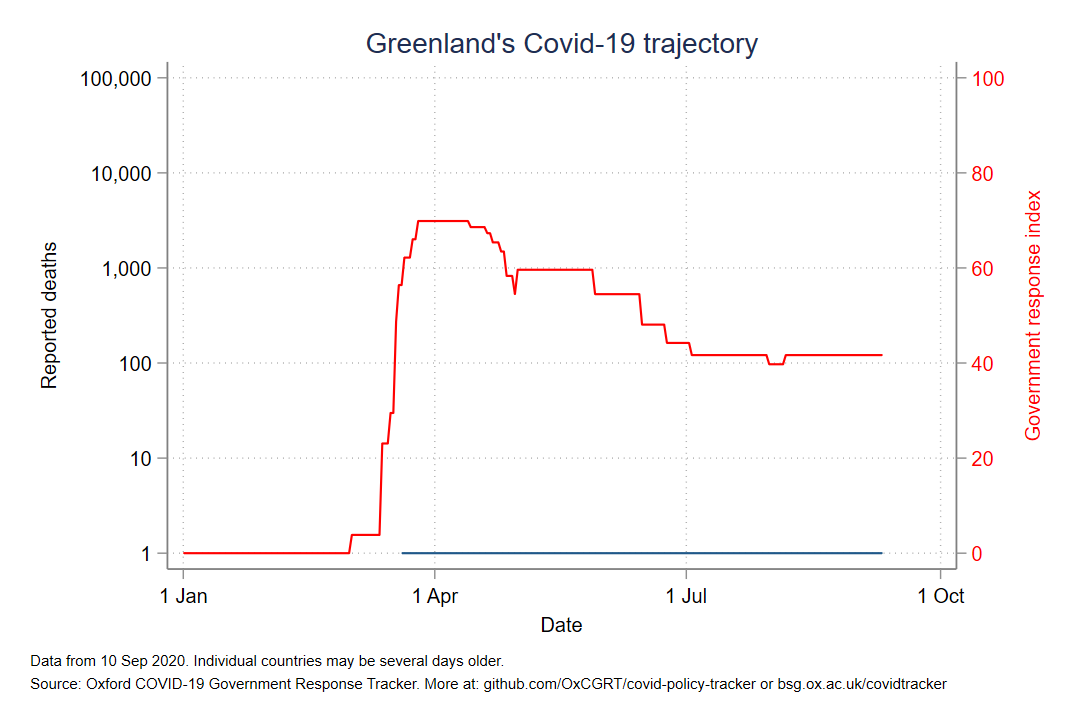 Greenland's Covid-19 trajectory
100,000
10,000
1,000
100
10
1
Reported deaths
100
80
60
40
20
0
Government response index
1 Jan
1 Apr
1 Jul
1 Oct
Date
Data from 10 Sep 2020. Individual countries may be several days older.
Source: Oxford COVID-19 Government Response Tracker. More at: github.com/OxCGRT/covid-policy-tracker or bsg.ox.ac.uk/covidtracker